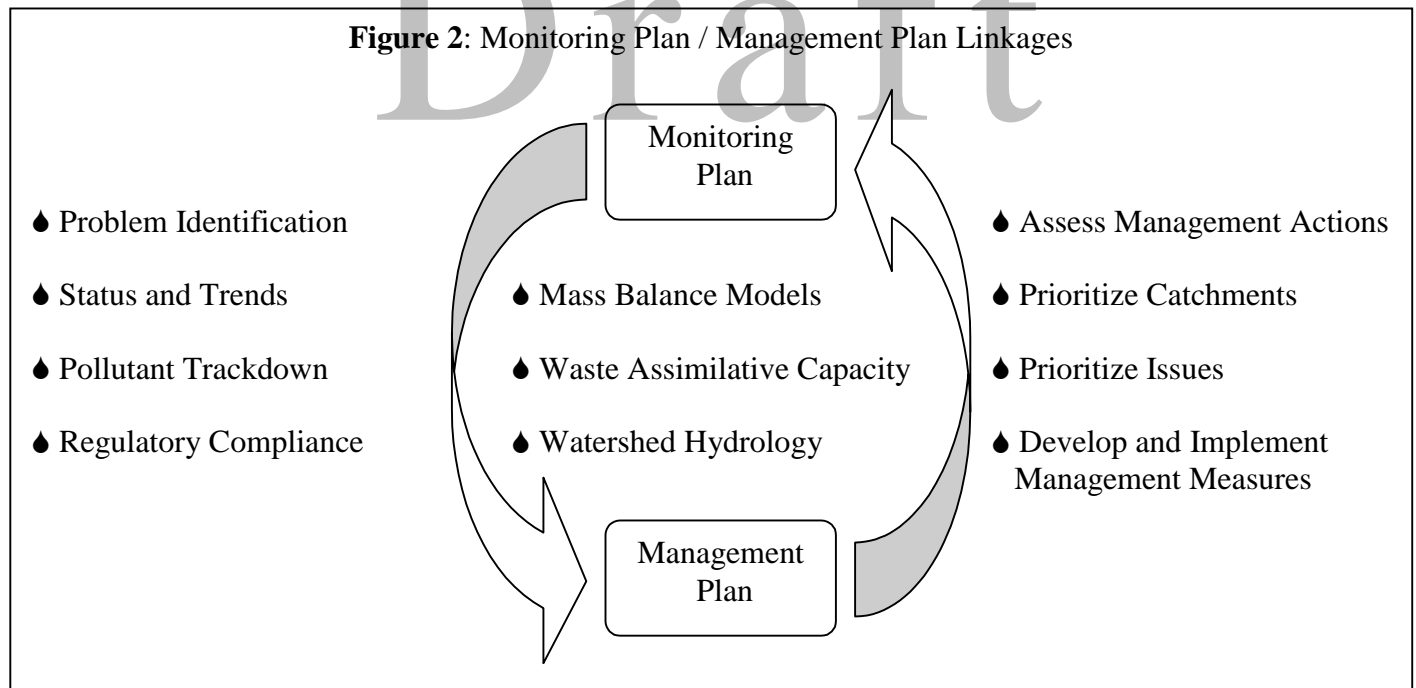 Draft
Figure 2: Monitoring Plan / Management Plan Linkages
Monitoring
Plan
Problem Identification
Status and Trends
Pollutant Trackdown
Regulatory Compliance
Mass Balance Models
Waste Assimilative Capacity
Watershed Hydrology
Assess Management Actions
Prioritize Catchments
Prioritize Issues
Develop and Implement
Management Measures
Management
Plan